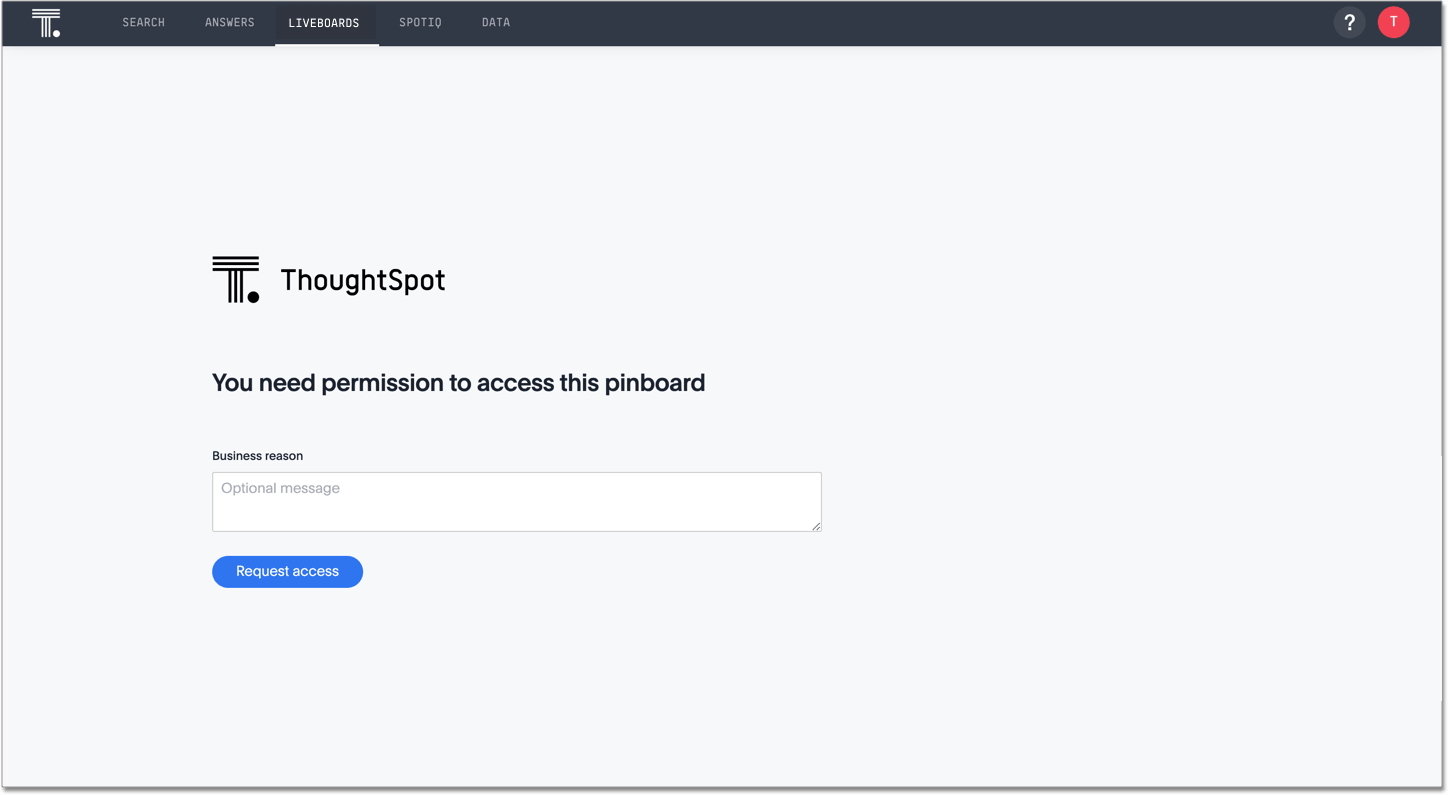 T. SEARCH ANSWERS LIVEBOARDS SPOTIQ DATA ? T
T. ThoughtSpot
You need permission to access this pinboard
Business reason
Optional message
Request access